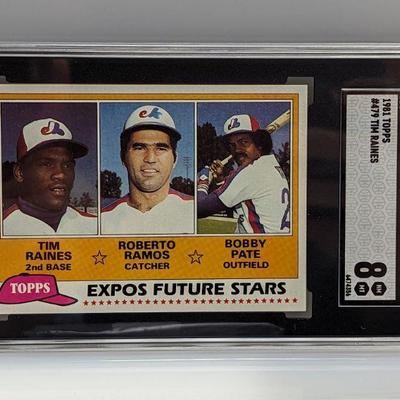 TIM
RAINES
2nd BASE
ROBERTO
RAMOS
CATCHER
BOBBY
PATE
OUTFIELD
TOPPS
EXPOS FUTURE STARS
1981 TOPPS
#479 TIM RAINES
8
NM
MT